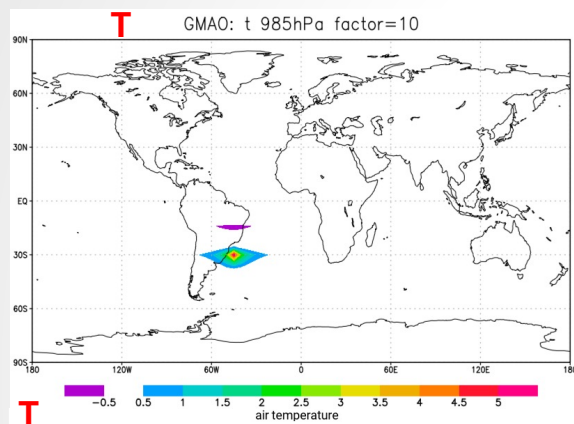 T
GMAO: t 985hPa factor=10
90N
60N
30N
EQ
30S
60S
90S
180 120W 60W 0 60E 120E 180
-0.5 0.5 1 1.5 2 2.5 3 3.5 4 4.5 5
T
air temperature